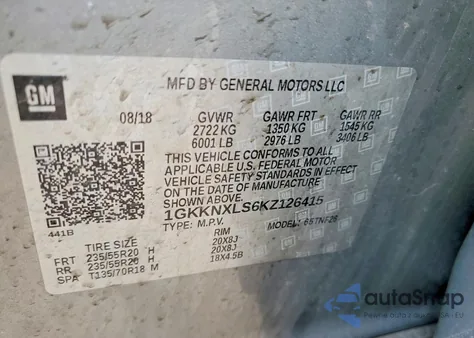 GM
MFD BY GENERAL MOTORS LLC
08/18 GVWR GAWR FRT GAWR RR
2722 KG 1350 KG 1545 KG
6001 LB 2976 LB 3406 LB
THIS VEHICLE CONFORMS TO ALL
APPLICABLE U.S. FEDERAL MOTOR
VEHICLE SAFETY STANDARDS IN EFFECT
ON THE DATE OF MANUFACTURE
SHOWN ABOVE.
1GKKNXLS6KZ126415
TYPE: M.P.V. MODEL:
441B
TIRE SIZE RIM
FRT 235/55R20 H 20X8J
RR 235/55R20 H 20X8J
SPA T135/70R18 M 18X4.5B
autoSnap